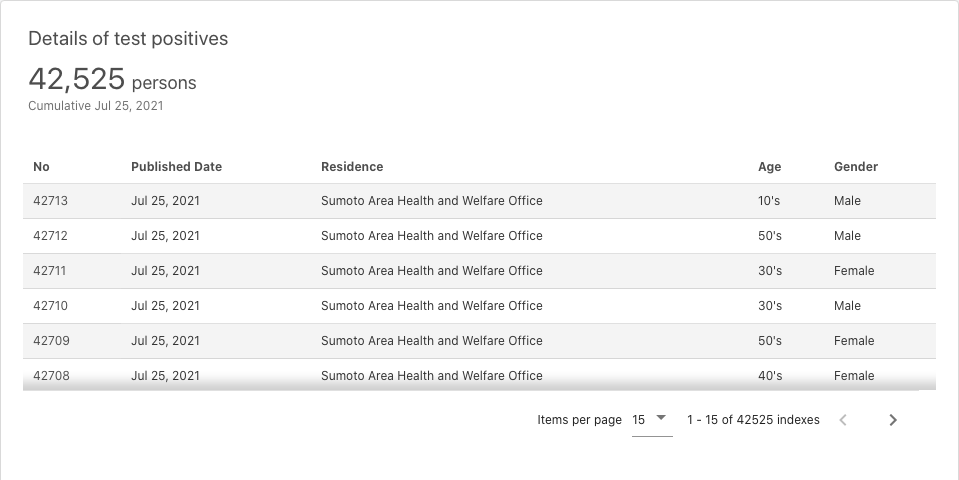 Details of test positives
42,525 persons
Cumulative Jul 25, 2021
No Published Date Residence Age Gender
42713 Jul 25, 2021 Sumoto Area Health and Welfare Office 10's Male
42712 Jul 25, 2021 Sumoto Area Health and Welfare Office 50's Male
42711 Jul 25, 2021 Sumoto Area Health and Welfare Office 30's Female
42710 Jul 25, 2021 Sumoto Area Health and Welfare Office 30's Male
42709 Jul 25, 2021 Sumoto Area Health and Welfare Office 50's Female
42708 Jul 25, 2021 Sumoto Area Health and Welfare Office 40's Female
Items per page 15 1 - 15 of 42525 indexes